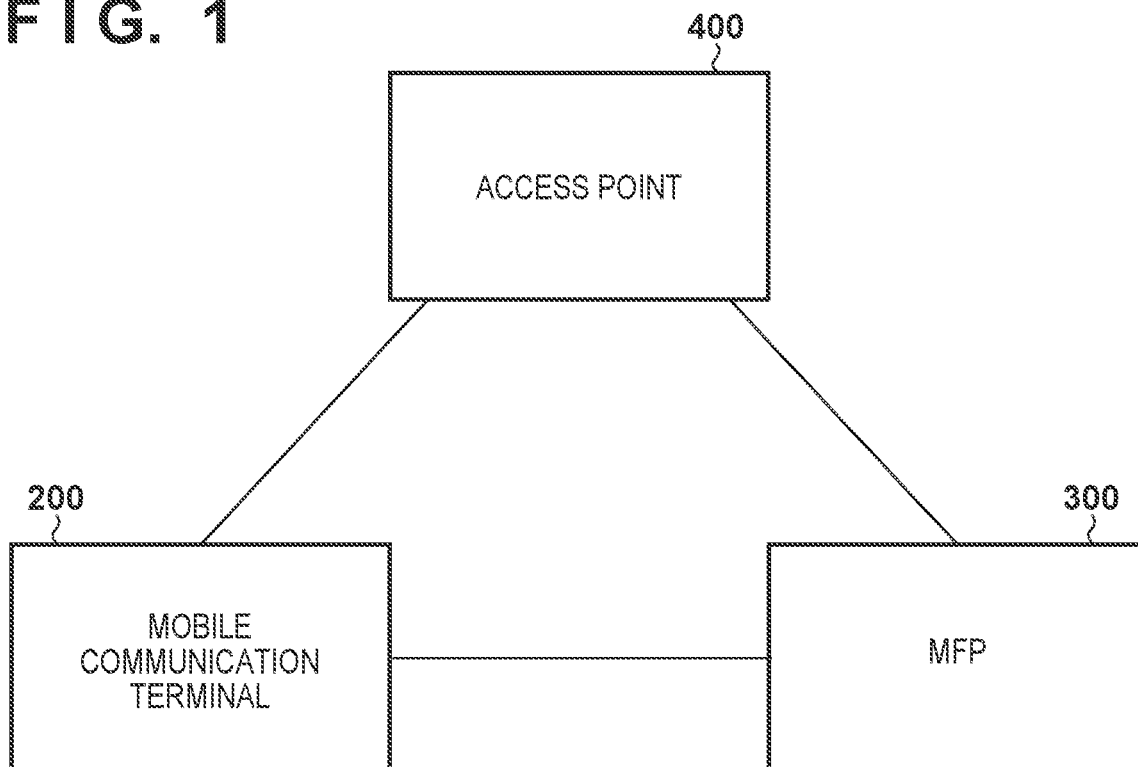 FIG. 1
400
ACCESS POINT
200
300
MOBILE
COMMUNICATION
TERMINAL
MFP